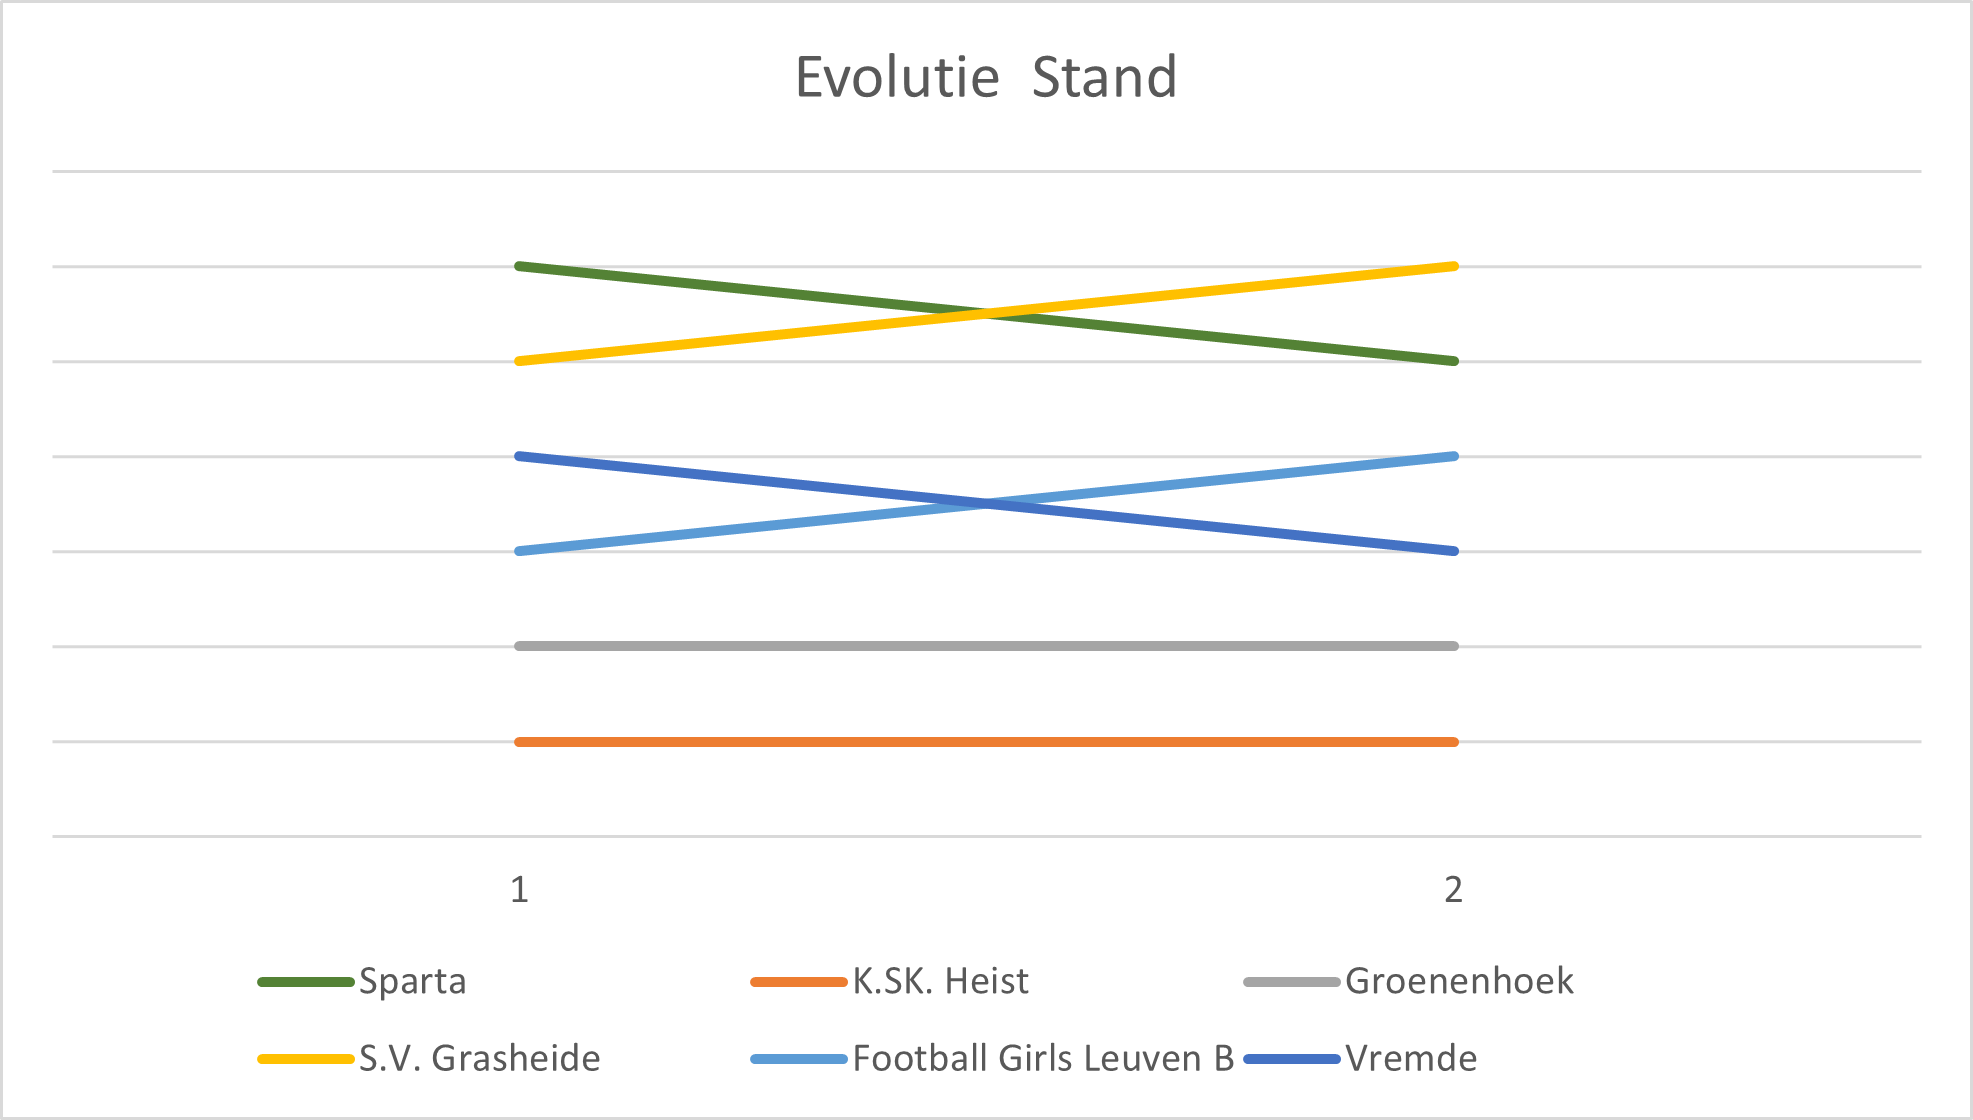 Evolutie  Stand
1 2
Sparta K.SK. Heist Groenenhoek
S.V. Grasheide Football Girls Leuven B Vremde